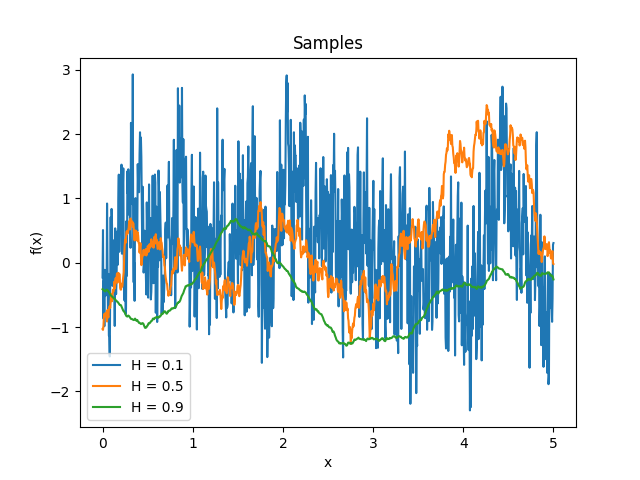 Samples
f(x)
3
2
1
0
−1
−2
H = 0.1
H = 0.5
H = 0.9
0
1
2
3
4
5
x